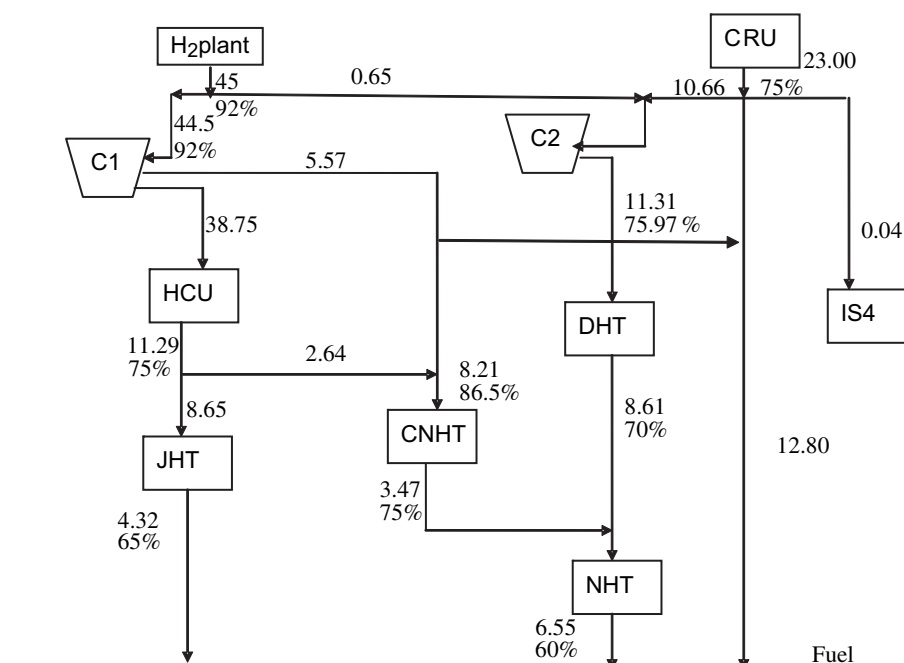 H₂plant
CRU
23.00
45
92%
0.65
10.66
75%
44.5
92%
C1
C2
5.57
11.31
75.97 %
38.75
0.04
HCU
IS4
DHT
11.29
75%
2.64
8.21
86.5%
8.65
8.61
70%
CNHT
12.80
JHT
3.47
75%
4.32
65%
NHT
6.55
60%
Fuel